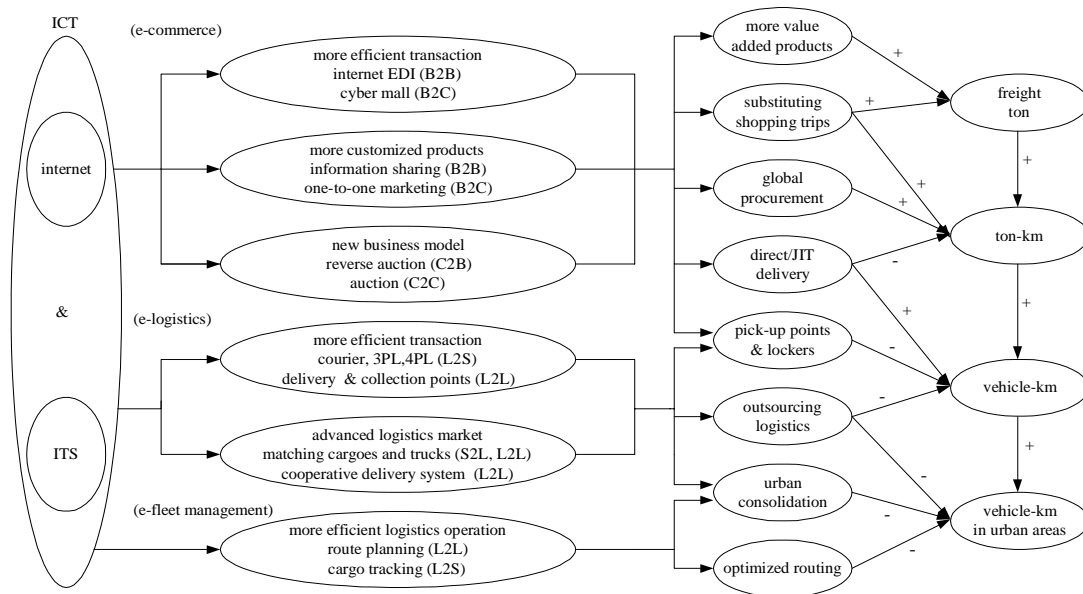 ICT
internet
&
ITS
(e-commerce)
more efficient transaction
internet EDI (B2B)
cyber mall (B2C)
more customized products
information sharing (B2B)
one-to-one marketing (B2C)
new business model
reverse auction (C2B)
auction (C2C)
(e-logistics)
more efficient transaction
courier, 3PL,4PL (L2S)
delivery & collection points (L2L)
advanced logistics market
matching cargoes and trucks (S2L, L2L)
cooperative delivery system (L2L)
(e-fleet management)
more efficient logistics operation
route planning (L2L)
cargo tracking (L2S)
more value
added products
substituting
shopping trips
global
procurement
direct/JIT
delivery
pick-up points
& lockers
outsourcing
logistics
urban
consolidation
optimized routing
+
+
+
+
-
+
-
-
-
-
-
freight
ton
+
ton-km
+
vehicle-km
+
vehicle-km
in urban areas